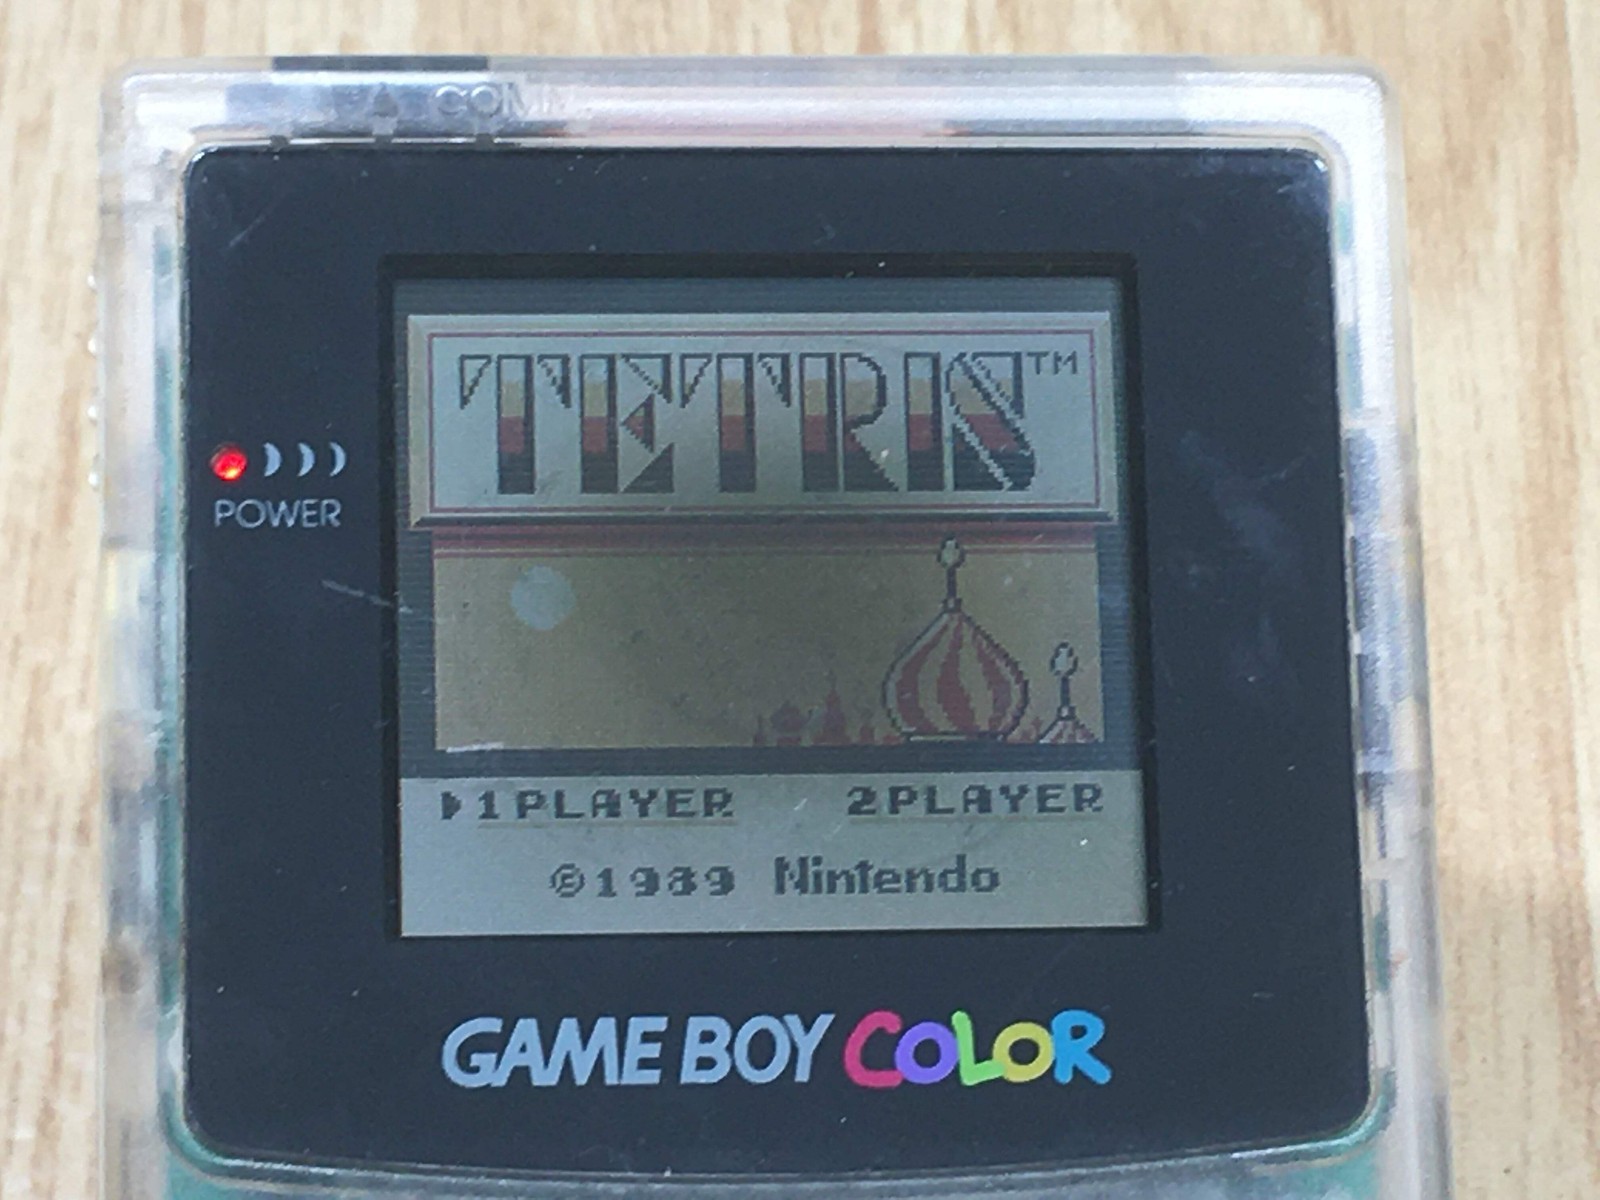 COMM
TETRIS™
POWER
1PLAYER 2PLAYER
©1989 Nintendo
GAME BOY COLOR